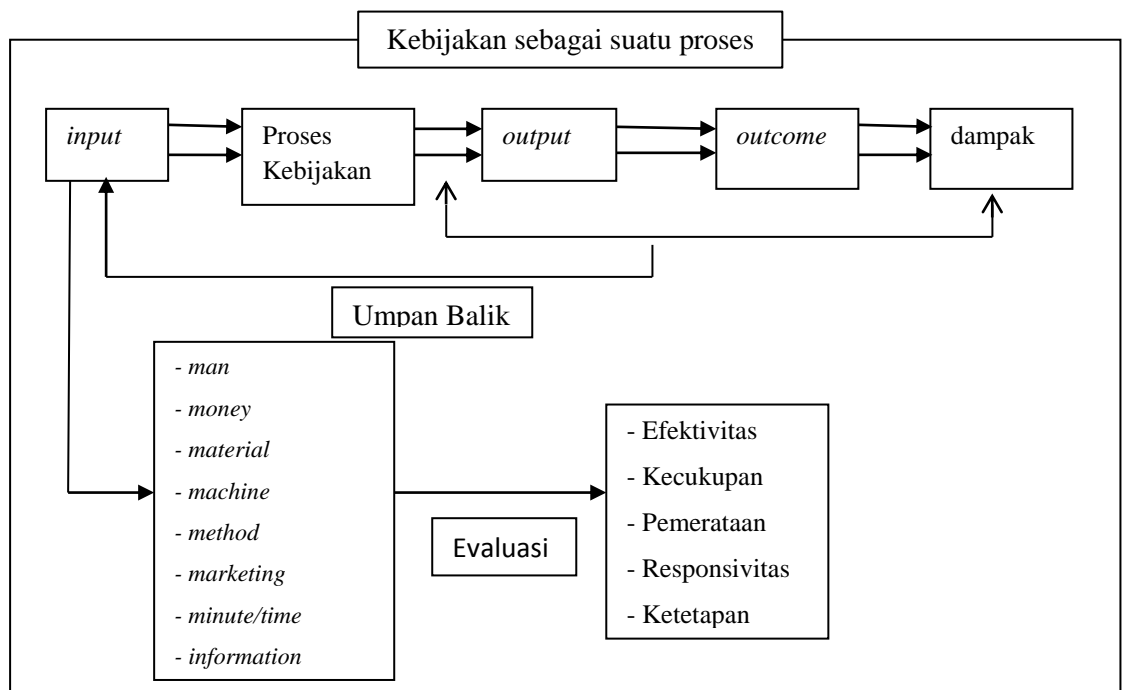 Kebijakan sebagai suatu proses
input
Proses
Kebijakan
output
outcome
dampak
Umpan Balik
- man
- money
- material
- machine
- method
- marketing
- minute/time
- information
Evaluasi
- Efektivitas
- Kecukupan
- Pemerataan
- Responsivitas
- Ketetapan